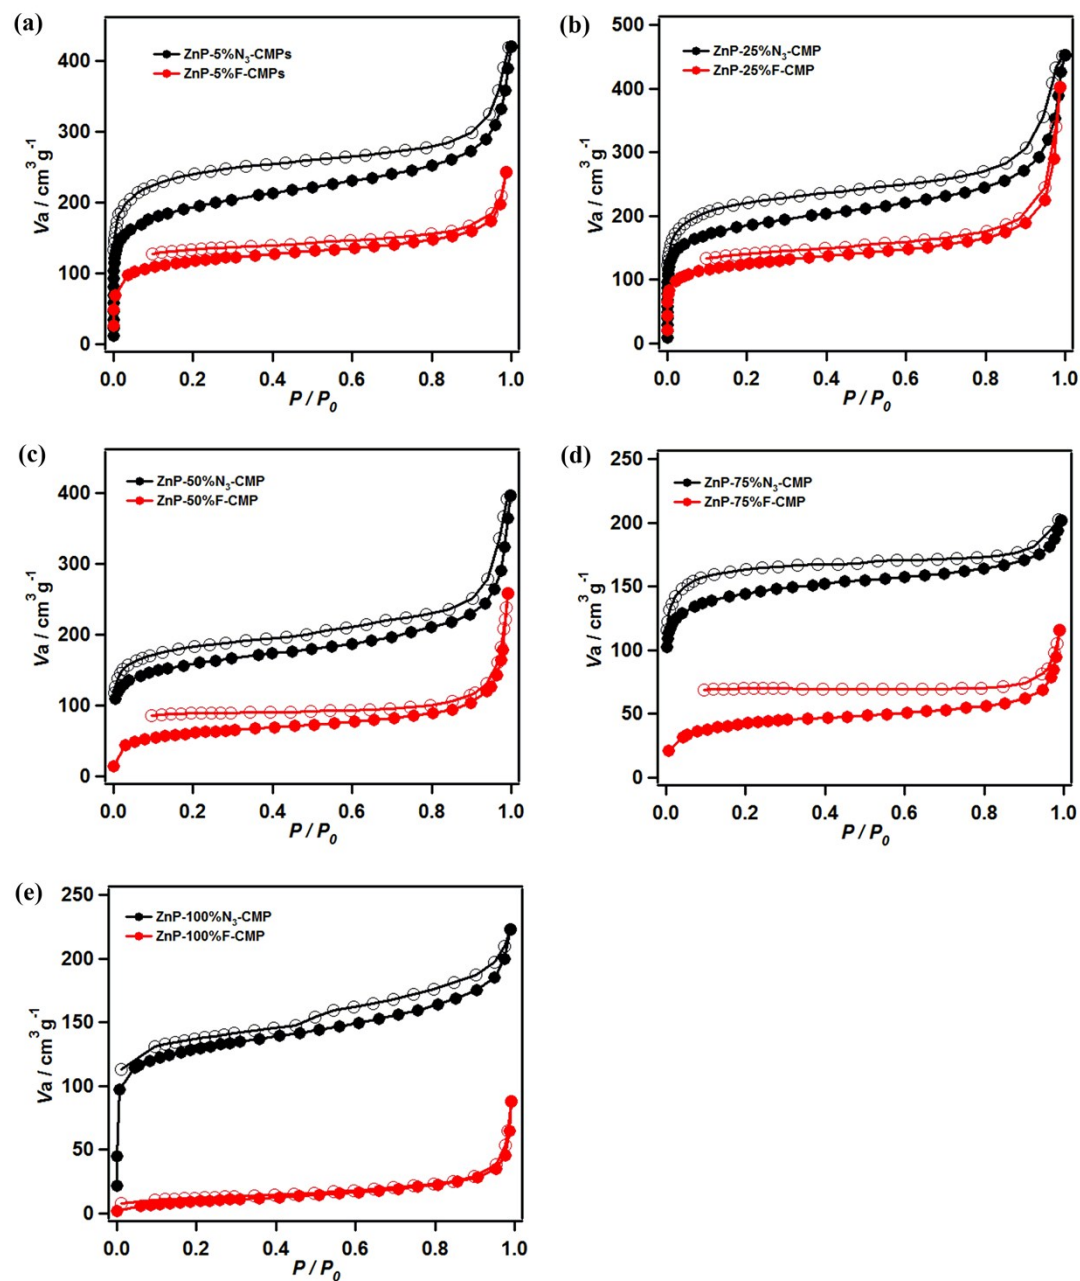 (a)
ZnP-5%N₃-CMPs
ZnP-5%F-CMPs
Va / cm³g⁻¹
400
300
200
100
0
0.0 0.2 0.4 0.6 0.8 1.0
P / P₀
(b)
ZnP-25%N₃-CMP
ZnP-25%F-CMP
Va / cm³g⁻¹
500
400
300
200
100
0
0.0 0.2 0.4 0.6 0.8 1.0
P / P₀
(c)
ZnP-50%N₃-CMP
ZnP-50%F-CMP
Va / cm³g⁻¹
400
300
200
100
0
0.0 0.2 0.4 0.6 0.8 1.0
P / P₀
(d)
ZnP-75%N₃-CMP
ZnP-75%F-CMP
Va / cm³g⁻¹
250
200
150
100
50
0
0.0 0.2 0.4 0.6 0.8 1.0
P / P₀
(e)
ZnP-100%N₃-CMP
ZnP-100%F-CMP
Va / cm³g⁻¹
250
200
150
100
50
0
0.0 0.2 0.4 0.6 0.8 1.0
P / P₀